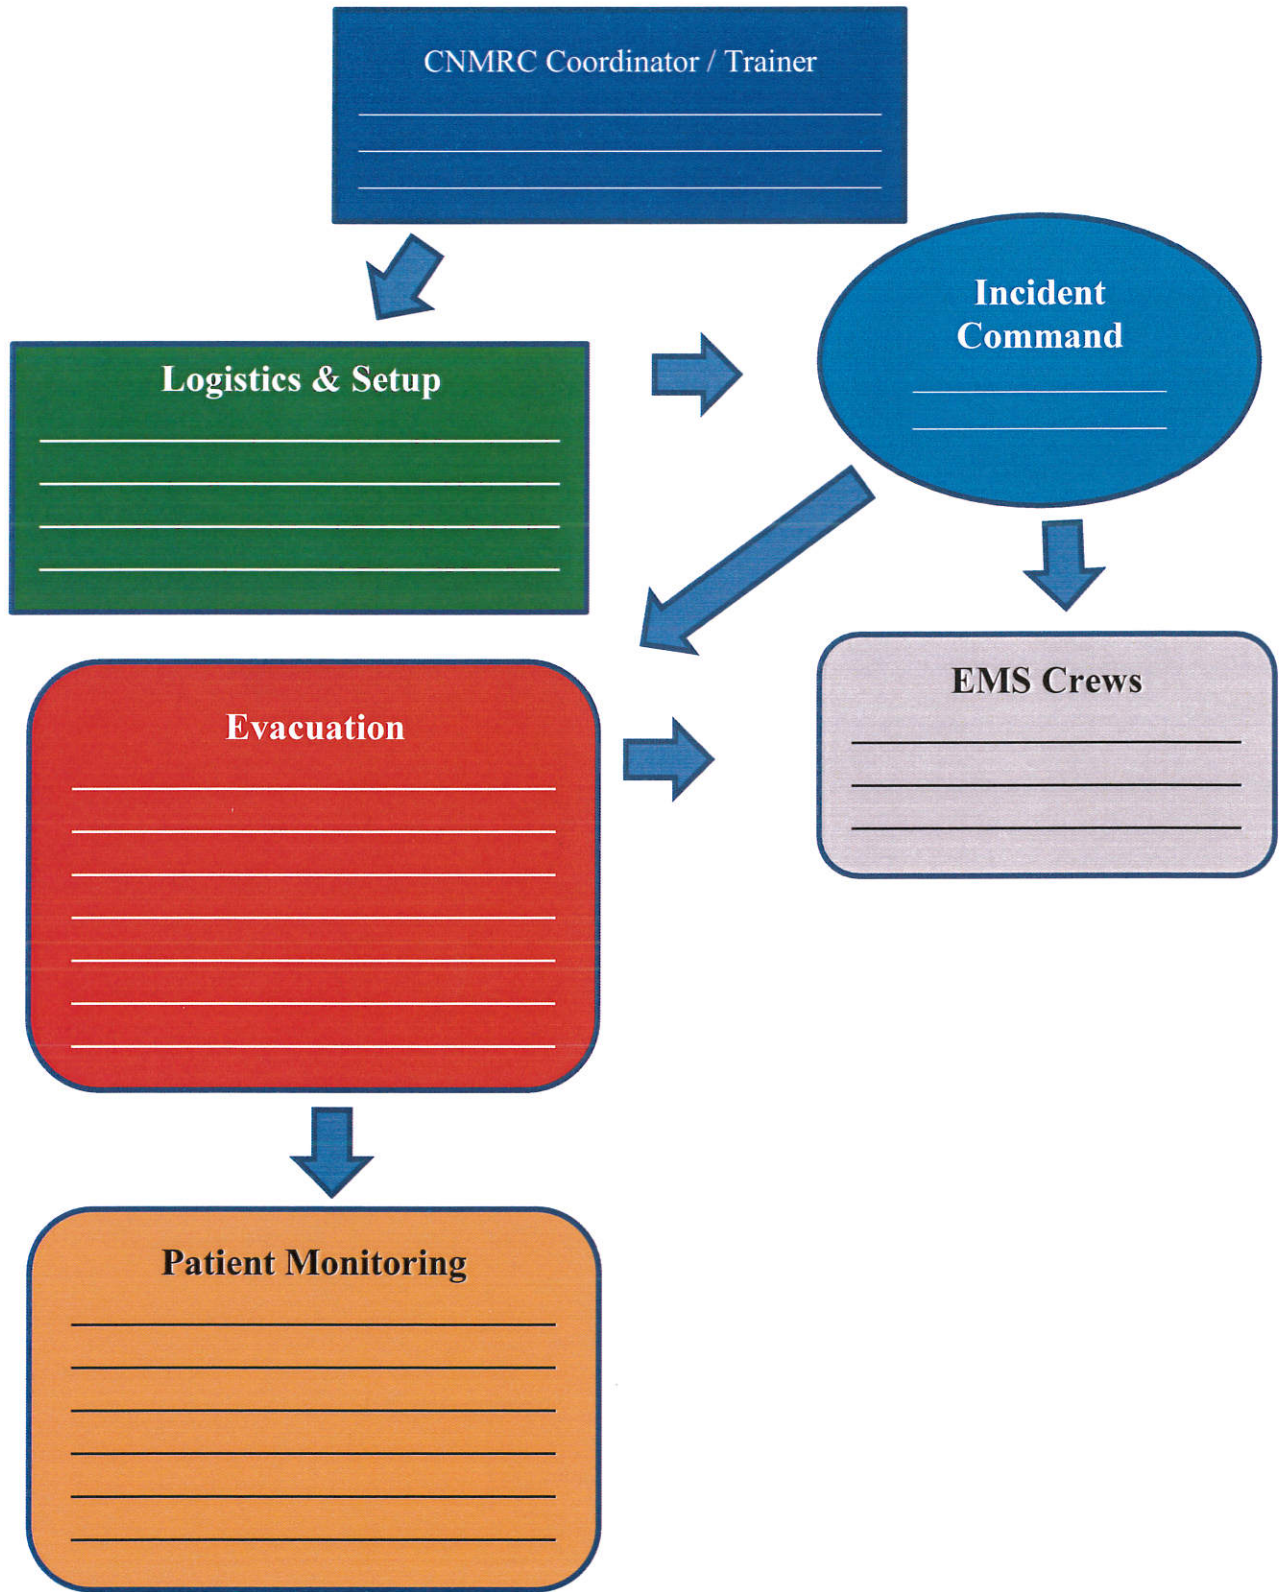 CNMRC Coordinator / Trainer
Incident
Command
Logistics & Setup
EMS Crews
Evacuation
Patient Monitoring